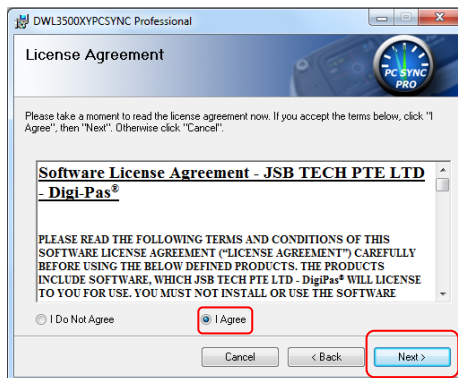 DWL3500XYPCSYNC Professional
License Agreement
PC SYNC
PRO
Please take a moment to read the license agreement now. If you accept the terms below, click "I
Agree", then "Next". Otherwise click "Cancel".
Software License Agreement - JSB TECH PTE LTD
- Digi-Pas®
PLEASE READ THE FOLLOWING TERMS AND CONDITIONS OF THIS
SOFTWARE LICENSE AGREEMENT (“LICENSE AGREEMENT”) CAREFULLY
BEFORE USING THE BELOW DEFINED PRODUCTS. THE PRODUCTS
INCLUDE SOFTWARE, WHICH JSB TECH PTE LTD - DigiPas® WILL LICENSE
TO YOU FOR USE. YOU MUST NOT INSTALL OR USE THE SOFTWARE
I Do Not Agree
I Agree
Cancel
< Back
Next >